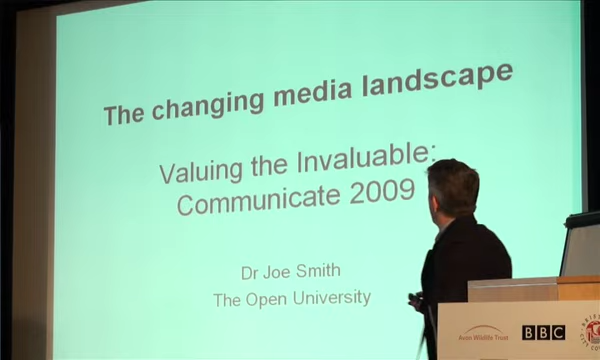 The changing media landscape
Valuing the Invaluable:
Communicate 2009
Dr Joe Smith
The Open University
Avon Wildlife Trust
BBC